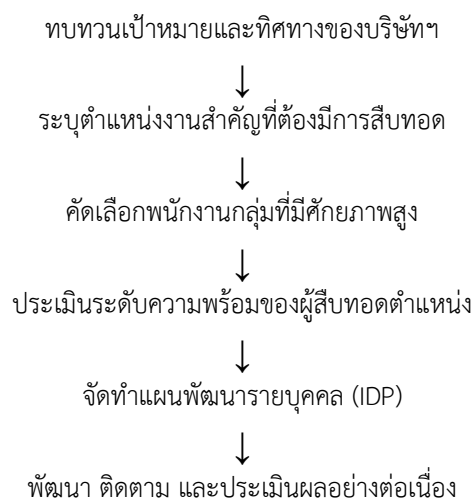 ทบทวนเป้าหมายและทิศทางของบริษัทฯ
ระบุตำแหน่งงานสำคัญที่ต้องมีการสืบทอด
คัดเลือกพนักงานกลุ่มที่มีศักยภาพสูง
ประเมินระดับความพร้อมของผู้สืบทอดตำแหน่ง
จัดทำแผนพัฒนารายบุคคล (IDP)
พัฒนา ติดตาม และประเมินผลอย่างต่อเนื่อง